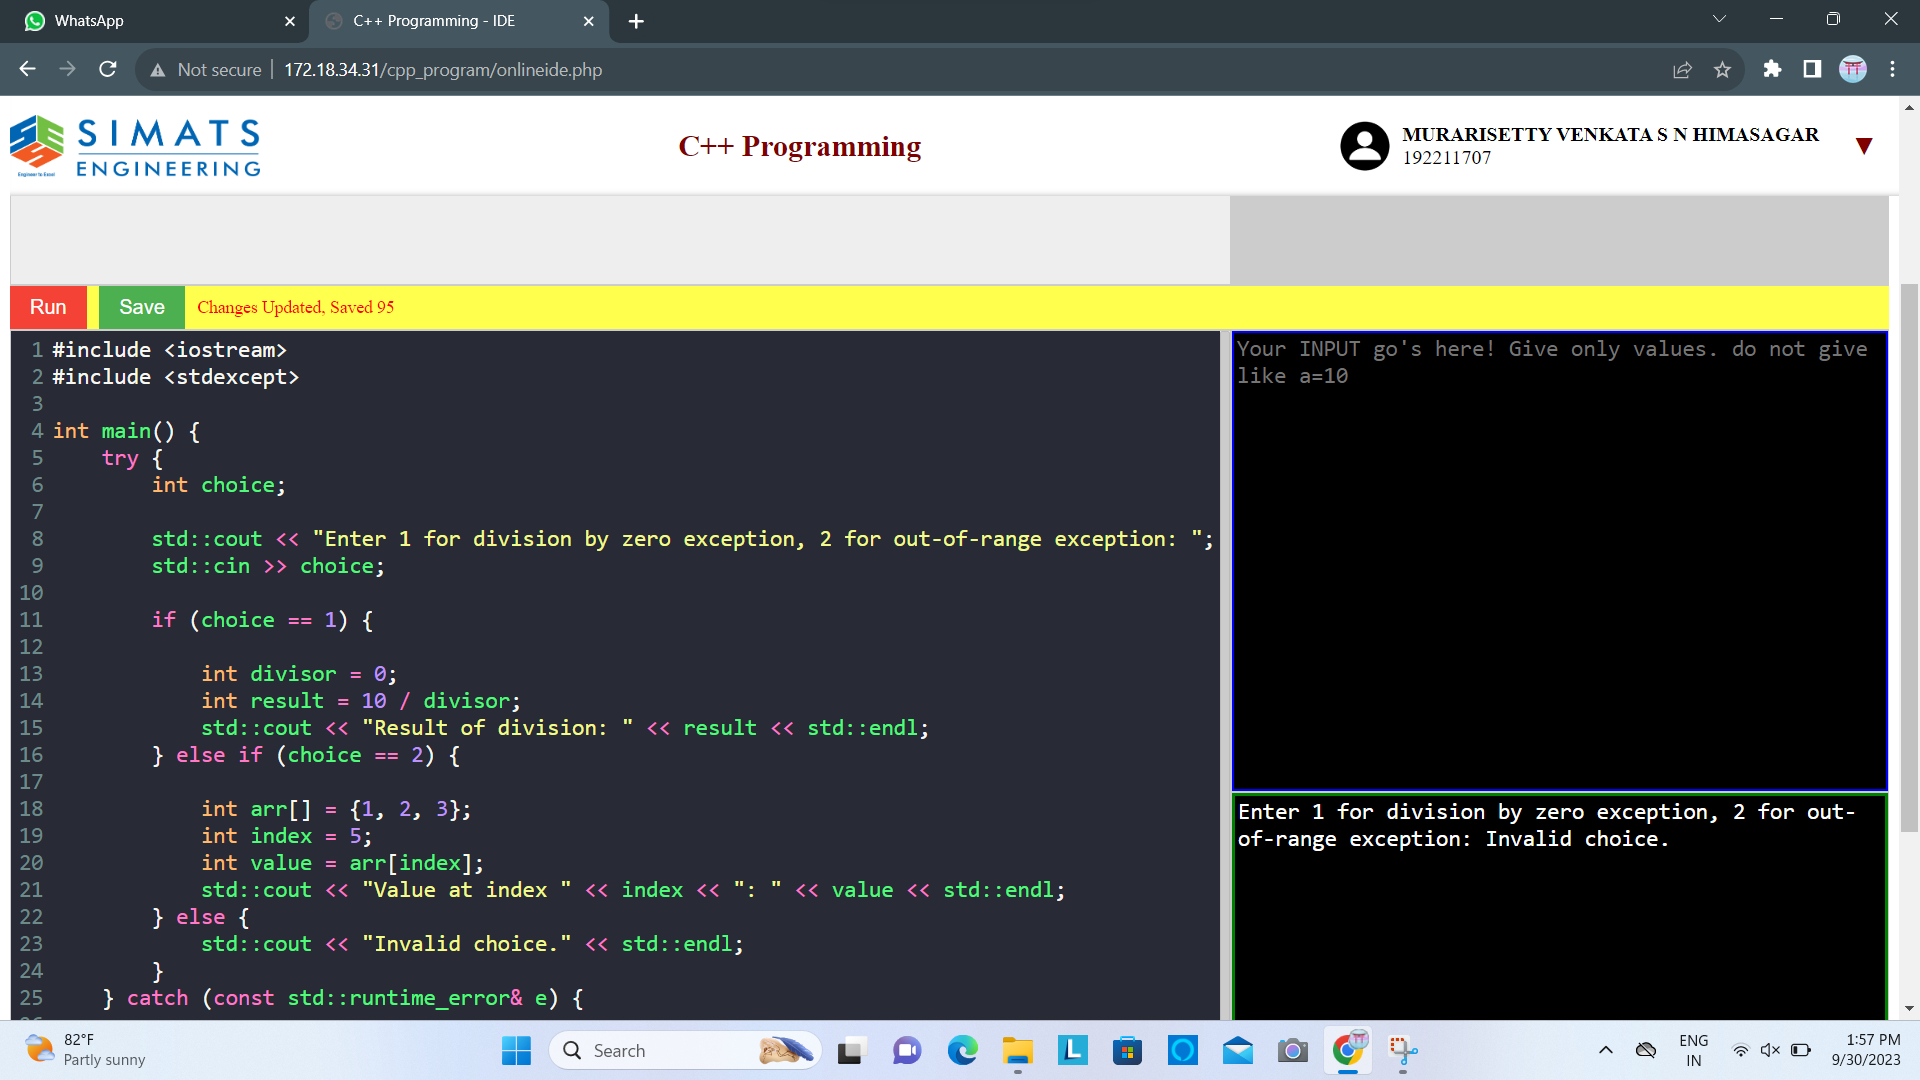 WhatsApp
C++ Programming - IDE
Not secure
172.18.34.31/cpp_program/onlineide.php
SIMATS
ENGINEERING
Engineer to Excel
C++ Programming
MURARISETTY VENKATA S N HIMASAGAR
192211707
Run
Save
Changes Updated, Saved 95
1 #include <iostream>
2 #include <stdexcept>
3
4 int main() {
5     try {
6         int choice;
7
8         std::cout << "Enter 1 for division by zero exception, 2 for out-of-range exception: ";
9         std::cin >> choice;
10
11         if (choice == 1) {
12
13             int divisor = 0;
14             int result = 10 / divisor;
15             std::cout << "Result of division: " << result << std::endl;
16         } else if (choice == 2) {
17
18             int arr[] = {1, 2, 3};
19             int index = 5;
20             int value = arr[index];
21             std::cout << "Value at index " << index << ": " << value << std::endl;
22         } else {
23             std::cout << "Invalid choice." << std::endl;
24         }
25     } catch (const std::runtime_error& e) {
Your INPUT go's here! Give only values. do not give
like a=10
Enter 1 for division by zero exception, 2 for out-
of-range exception: Invalid choice.
82°F
Partly sunny
Search
L
ENG
IN
1:57 PM
9/30/2023